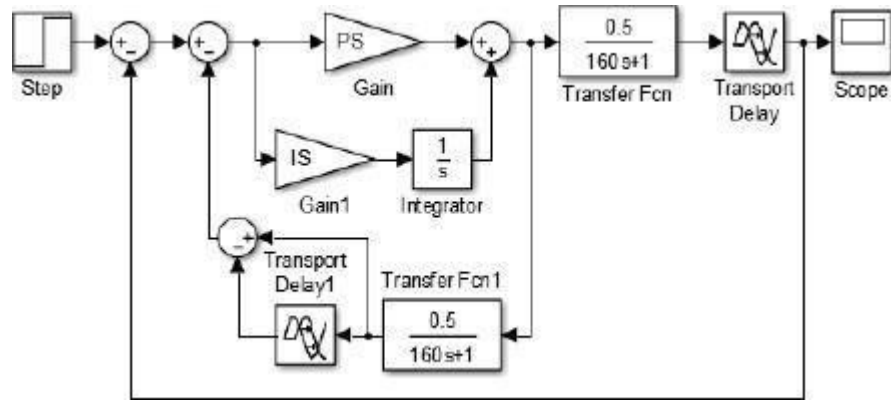 Step
+
-
+
-
PS
Gain
+
+
0.5
160s+1
Transfer Fcn
Transport
Delay
Scope
IS
Gain1
1
s
Integrator
-
+
Transport
Delay1
Transfer Fcn1
0.5
160s+1